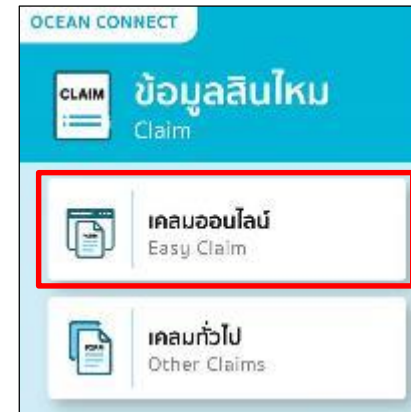 OCEAN CONNECT
CLAIM
ข้อมูลสินไหม
Claim
เคลมออนไลน์
Easy Claim
FORM
เคลมทั่วไป
Other Claims